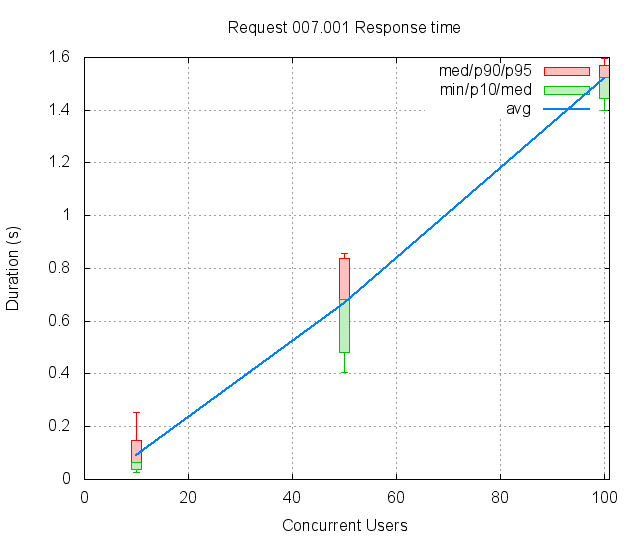 Request 007.001 Response time
1.6
1.4
1.2
1
0.8
0.6
0.4
0.2
0
med/p90/p95
min/p10/med
avg
Duration (s)
0 20 40 60 80 100
Concurrent Users